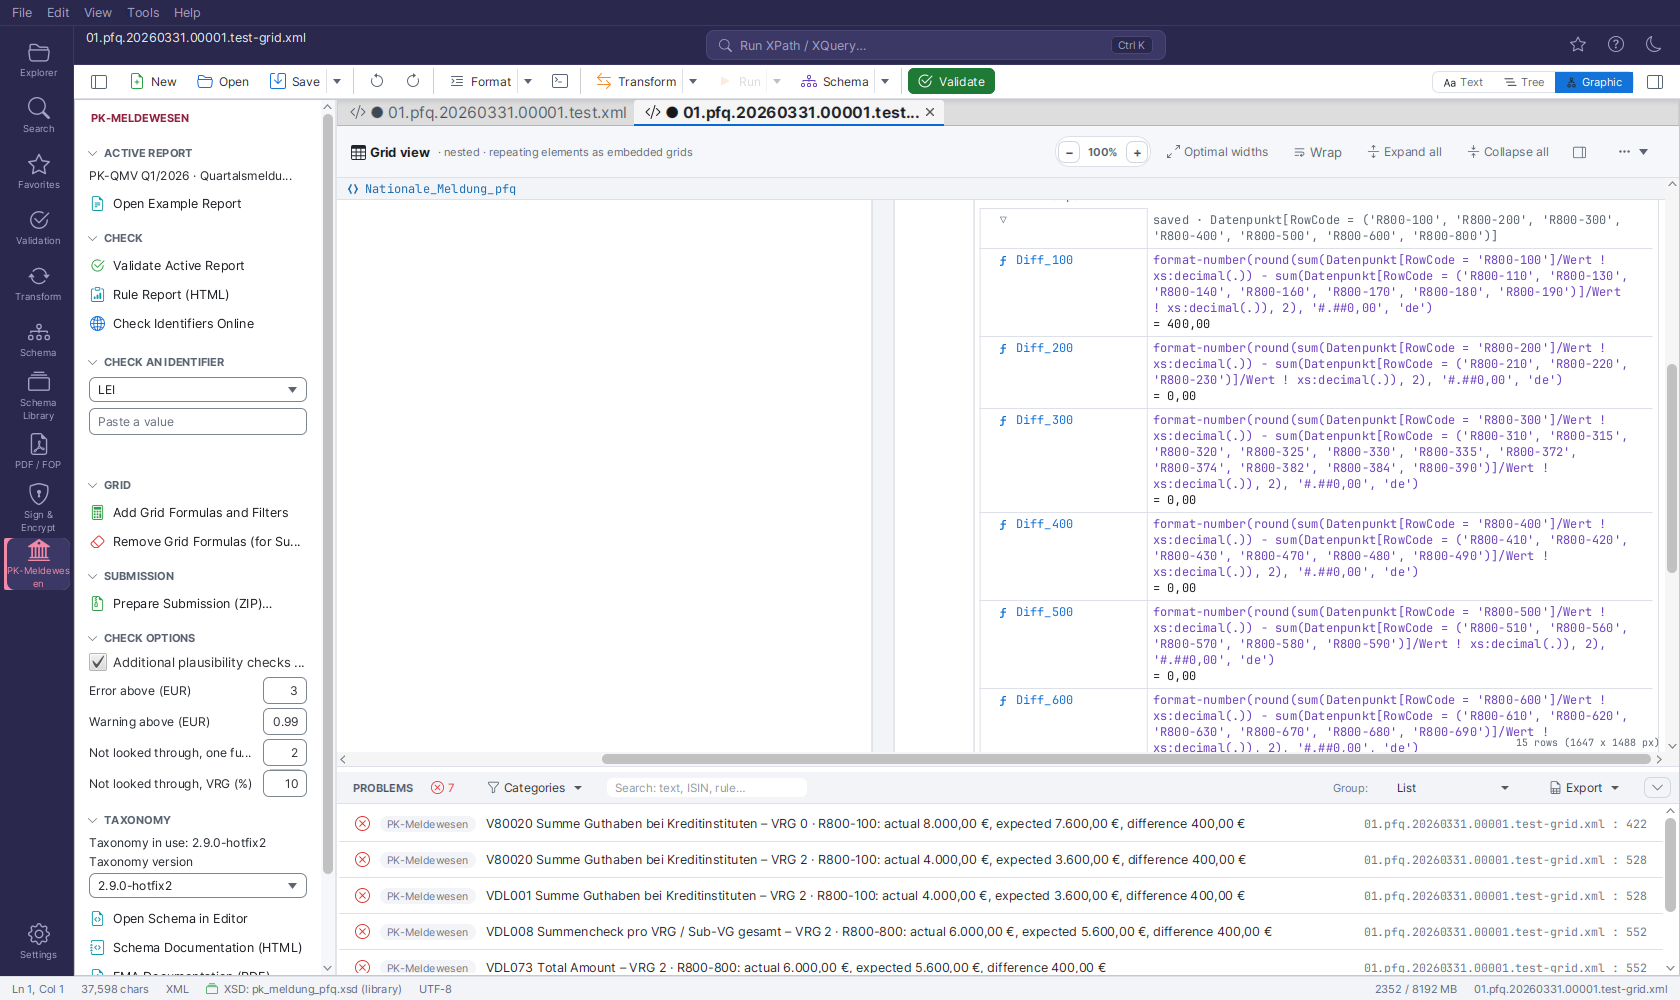 File Edit View Tools Help
01.pfq.20260331.00001.test-grid.xml
Run XPath / XQuery... Ctrl K
New Open Save Format Transform Run Schema Validate Aa Text Tree Graphic
Explorer
Search
Favorites
Validation
Transform
Schema
Schema
Library
PDF / FOP
Sign &
Encrypt
PK-Meldewes
en
Settings
PK-MELDEWESEN
ACTIVE REPORT
PK-QMV Q1/2026 · Quartalsmeldu...
Open Example Report
CHECK
Validate Active Report
Rule Report (HTML)
Check Identifiers Online
CHECK AN IDENTIFIER
LEI
Paste a value
GRID
Add Grid Formulas and Filters
Remove Grid Formulas (for Su...
SUBMISSION
Prepare Submission (ZIP)...
CHECK OPTIONS
Additional plausibility checks ...
Error above (EUR) 3
Warning above (EUR) 0.99
Not looked through, one fu... 2
Not looked through, VRG (%) 10
TAXONOMY
Taxonomy in use: 2.9.0-hotfix2
Taxonomy version
2.9.0-hotfix2
Open Schema in Editor
Schema Documentation (HTML)
01.pfq.20260331.00001.test.xml 01.pfq.20260331.00001.test...
Grid view · nested · repeating elements as embedded grids 100% Optimal widths Wrap Expand all Collapse all
Nationale_Meldung_pfq
saved · Datenpunkt[RowCode = ('R800-100', 'R800-200', 'R800-300',
'R800-400', 'R800-500', 'R800-600', 'R800-800')]
Diff_100 format-number(round(sum(Datenpunkt[RowCode = 'R800-100']/Wert !
xs:decimal(.)) - sum(Datenpunkt[RowCode = ('R800-110', 'R800-130',
'R800-140', 'R800-160', 'R800-170', 'R800-180', 'R800-190')]/Wert
! xs:decimal(.)), 2), '#.##0,00', 'de')
= 400,00
Diff_200 format-number(round(sum(Datenpunkt[RowCode = 'R800-200']/Wert !
xs:decimal(.)) - sum(Datenpunkt[RowCode = ('R800-210', 'R800-220',
'R800-230')]/Wert ! xs:decimal(.)), 2), '#.##0,00', 'de')
= 0,00
Diff_300 format-number(round(sum(Datenpunkt[RowCode = 'R800-300']/Wert !
xs:decimal(.)) - sum(Datenpunkt[RowCode = ('R800-310', 'R800-315',
'R800-320', 'R800-325', 'R800-330', 'R800-335', 'R800-372',
'R800-374', 'R800-382', 'R800-384', 'R800-390')]/Wert !
xs:decimal(.)), 2), '#.##0,00', 'de')
= 0,00
Diff_400 format-number(round(sum(Datenpunkt[RowCode = 'R800-400']/Wert !
xs:decimal(.)) - sum(Datenpunkt[RowCode = ('R800-410', 'R800-420',
'R800-430', 'R800-470', 'R800-480', 'R800-490')]/Wert !
xs:decimal(.)), 2), '#.##0,00', 'de')
= 0,00
Diff_500 format-number(round(sum(Datenpunkt[RowCode = 'R800-500']/Wert !
xs:decimal(.)) - sum(Datenpunkt[RowCode = ('R800-510', 'R800-560',
'R800-570', 'R800-580', 'R800-590')]/Wert ! xs:decimal(.)), 2),
'#.##0,00', 'de')
= 0,00
Diff_600 format-number(round(sum(Datenpunkt[RowCode = 'R800-600']/Wert !
xs:decimal(.)) - sum(Datenpunkt[RowCode = ('R800-610', 'R800-620',
'R800-630', 'R800-670', 'R800-680', 'R800-690')]/Wert !
xs:decimal(.)), 2), '#.##0,00', 'de')
15 rows (1647 x 1488 px)
PROBLEMS 7 Categories Search: text, ISIN, rule... Group: List Export
PK-Meldewesen V80020 Summe Guthaben bei Kreditinstituten – VRG 0 · R800-100: actual 8.000,00 €, expected 7.600,00 €, difference 400,00 € 01.pfq.20260331.00001.test-grid.xml : 422
PK-Meldewesen V80020 Summe Guthaben bei Kreditinstituten – VRG 2 · R800-100: actual 4.000,00 €, expected 3.600,00 €, difference 400,00 € 01.pfq.20260331.00001.test-grid.xml : 528
PK-Meldewesen VDL001 Summe Guthaben bei Kreditinstituten – VRG 2 · R800-100: actual 4.000,00 €, expected 3.600,00 €, difference 400,00 € 01.pfq.20260331.00001.test-grid.xml : 528
PK-Meldewesen VDL008 Summencheck pro VRG / Sub-VG gesamt – VRG 2 · R800-800: actual 6.000,00 €, expected 5.600,00 €, difference 400,00 € 01.pfq.20260331.00001.test-grid.xml : 552
PK-Meldewesen VDL073 Total Amount – VRG 2 · R800-800: actual 6.000,00 €, expected 5.600,00 €, difference 400,00 € 01.pfq.20260331.00001.test-grid.xml : 552
Ln 1, Col 1 37,598 chars XML XSD: pk_meldung_pfq.xsd (library) UTF-8 2352 / 8192 MB 01.pfq.20260331.00001.test-grid.xml